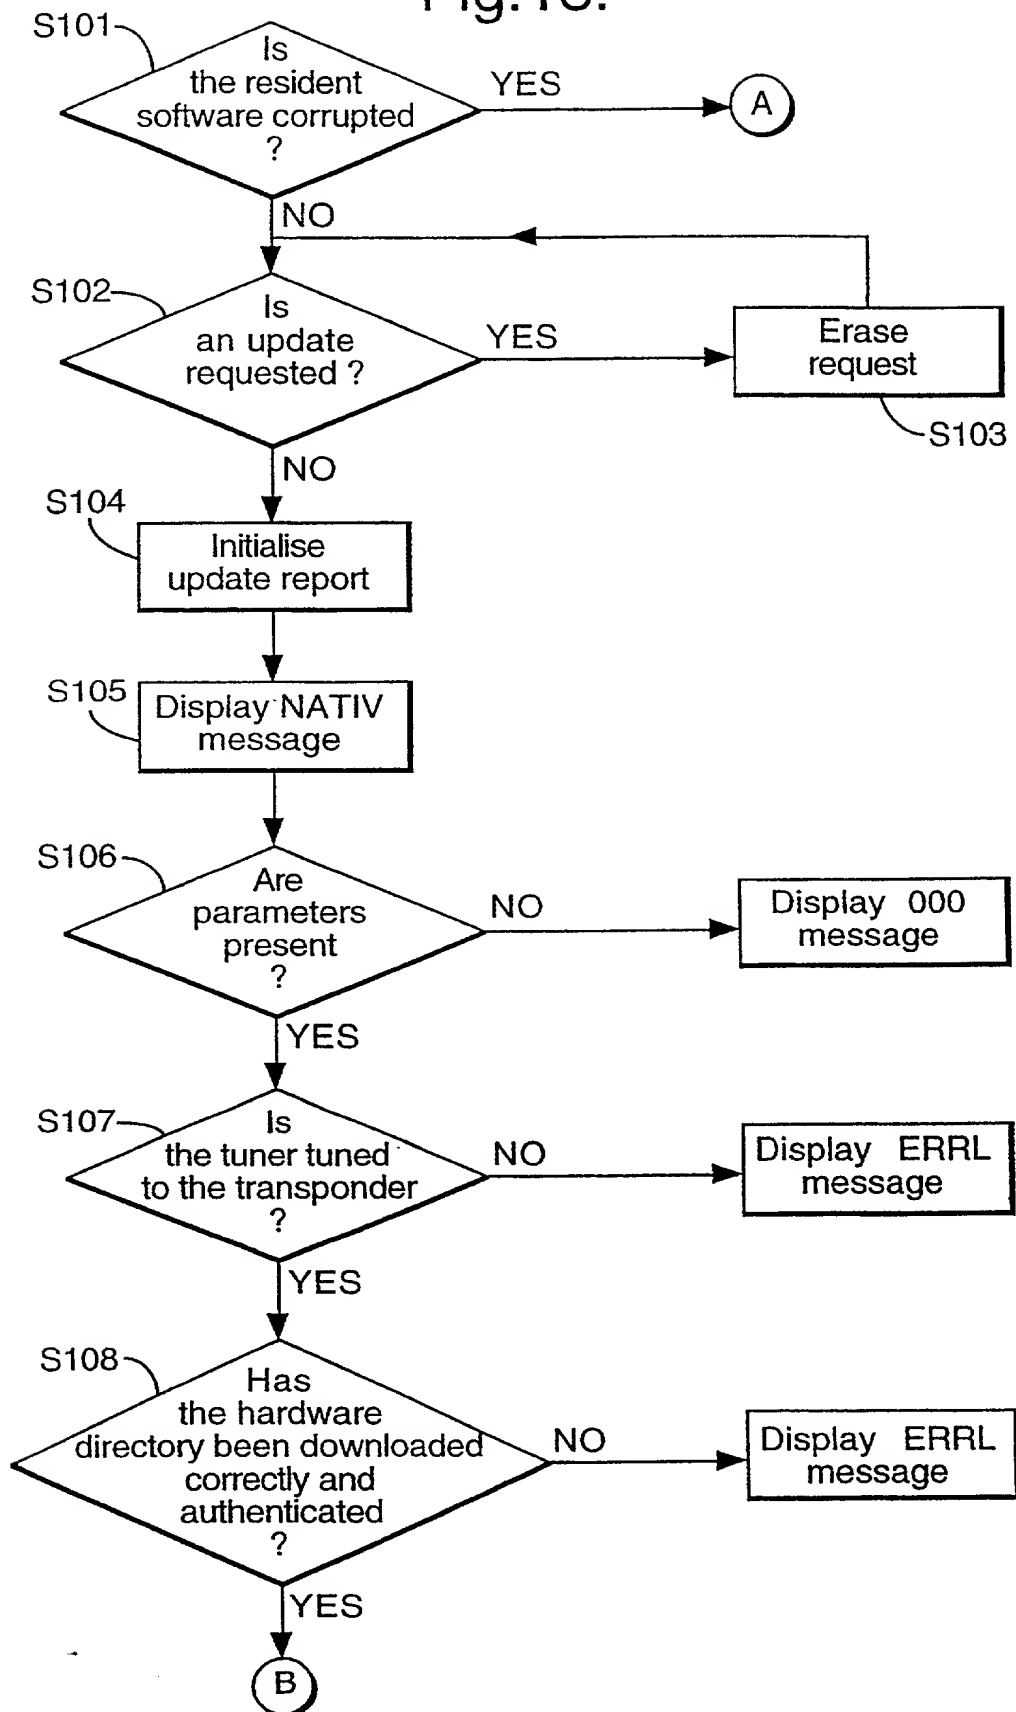 S101
Is
the resident
software corrupted
?
YES
A
NO
S102
Is
an update
requested ?
YES
Erase
request
S103
NO
S104
Initialise
update report
S105
Display NATIV
message
S106
Are
parameters
present
?
NO
Display 000
message
YES
S107
Is
the tuner tuned
to the transponder
?
NO
Display ERRL
message
YES
S108
Has
the hardware
directory been downloaded
correctly and
authenticated
?
NO
Display ERRL
message
YES
B